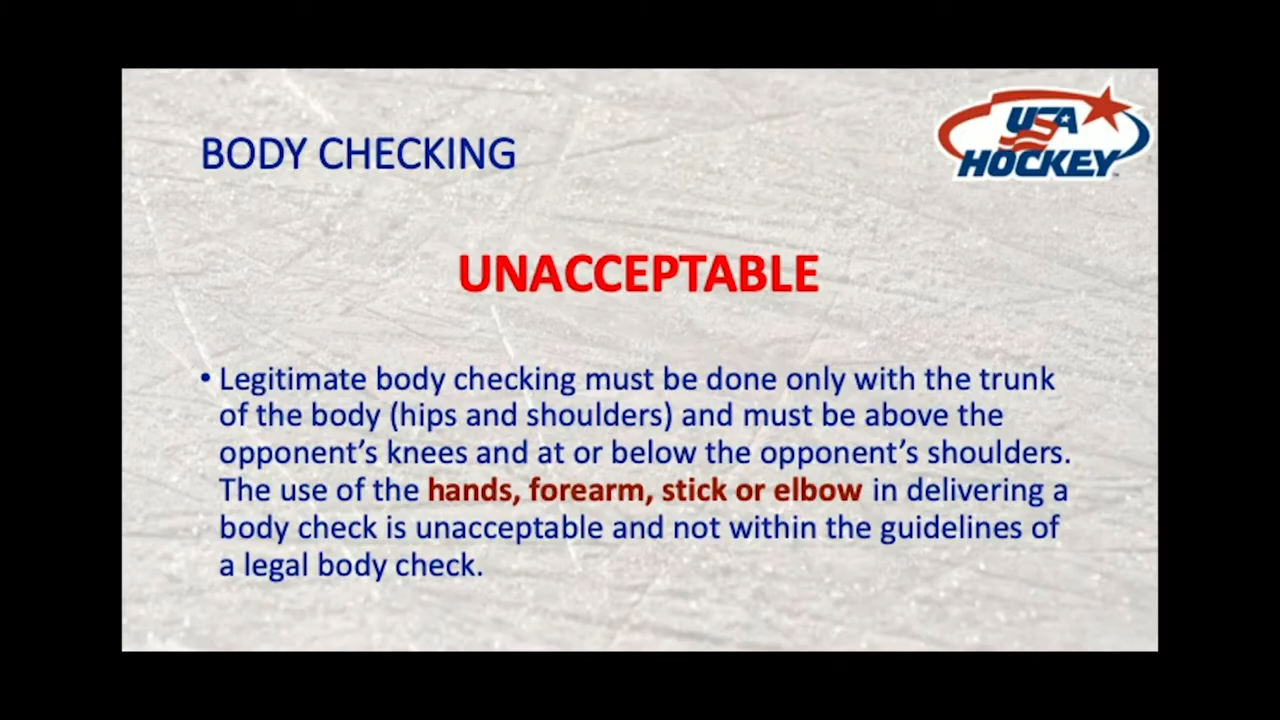 BODY CHECKING
USA
HOCKEY
UNACCEPTABLE
• Legitimate body checking must be done only with the trunk
of the body (hips and shoulders) and must be above the
opponent’s knees and at or below the opponent’s shoulders.
The use of the hands, forearm, stick or elbow in delivering a
body check is unacceptable and not within the guidelines of
a legal body check.